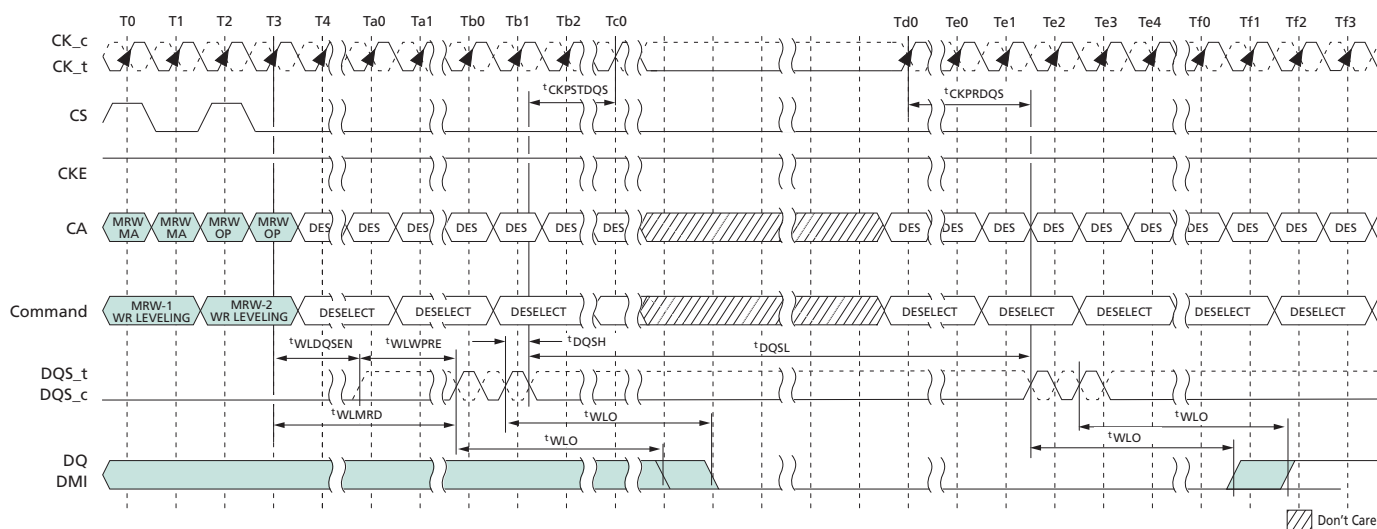 T0 T1 T2 T3 T4 Ta0 Ta1 Tb0 Tb1 Tb2 Tc0 Td0 Te0 Te1 Te2 Te3 Te4 Tf0 Tf1 Tf2 Tf3
CK_c
CK_t
tCKPSTDQS tCKPRDQS
CS
CKE
CA
MRW MA MRW MA MRW OP MRW OP DES DES DES DES DES DES DES DES DES DES DES DES DES DES DES DES DES
Command
MRW-1 WR LEVELING MRW-2 WR LEVELING DESELECT DESELECT DESELECT DESELECT DESELECT DESELECT DESELECT DESELECT
tWLDQSEN tWLWPRE tDQSH tDQSL
DQS_t
DQS_c
tWLMRD tWLO tWLO
tWLO tWLO
DQ
DMI
Don't Care